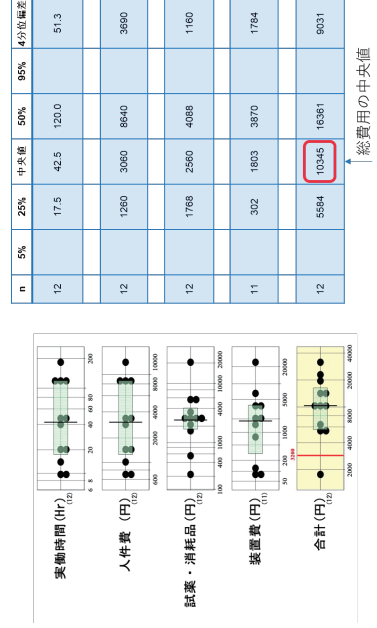 n 5% 25% 中央値 50% 95% 4分位偏差
実働時間(Hr) (12)
6 8 20 40 60 80 200
12 17.5 42.5 120.0 51.3
人件費 (円) (12)
600 2000 4000 8000 10000
12 1260 3060 8640 3690
試薬・消耗品(円) (12)
100 400 1000 4000 10000 20000
12 1768 2560 4088 1160
装置費(円) (11)
50 200 1000 5000 20000
11 302 1803 3870 1784
合計(円) (12)
2000 4000 8000 20000 40000
12 5584 10345 16361 9031
総費用の中央値